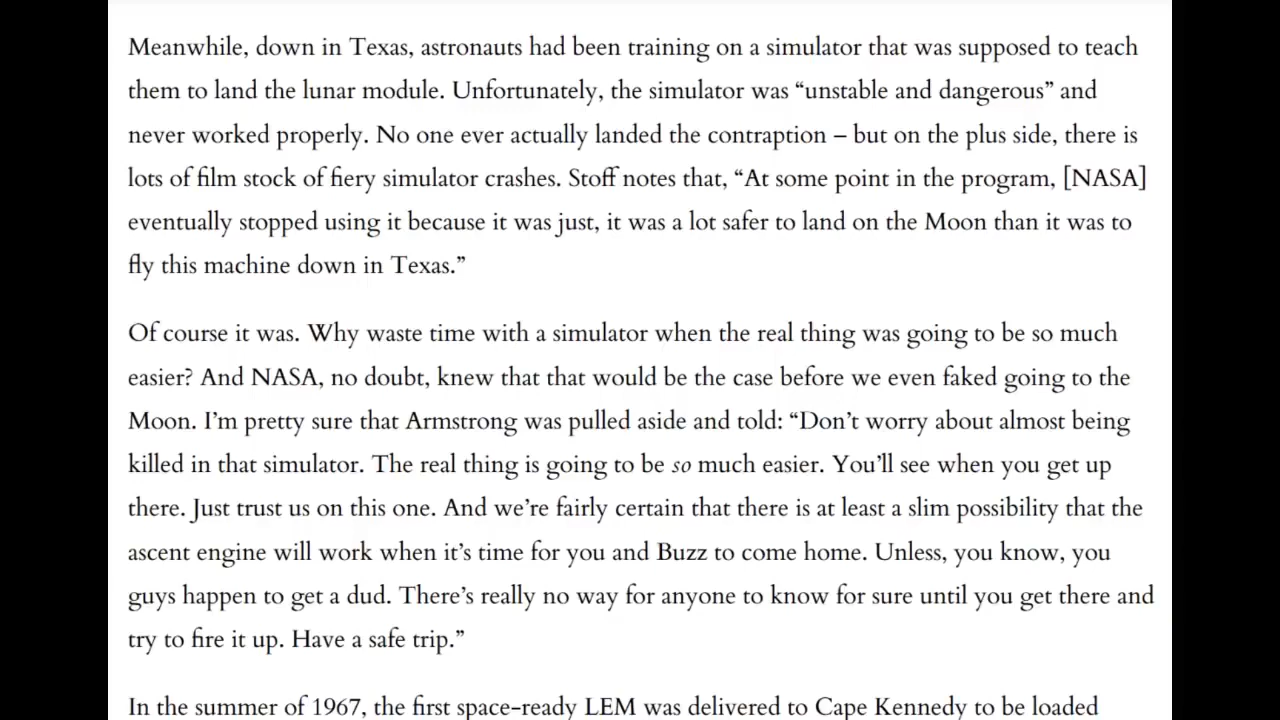 Meanwhile, down in Texas, astronauts had been training on a simulator that was supposed to teach
them to land the lunar module. Unfortunately, the simulator was “unstable and dangerous” and
never worked properly. No one ever actually landed the contraption – but on the plus side, there is
lots of film stock of fiery simulator crashes. Stoff notes that, “At some point in the program, [NASA]
eventually stopped using it because it was just, it was a lot safer to land on the Moon than it was to
fly this machine down in Texas.”
Of course it was. Why waste time with a simulator when the real thing was going to be so much
easier? And NASA, no doubt, knew that that would be the case before we even faked going to the
Moon. I’m pretty sure that Armstrong was pulled aside and told: “Don’t worry about almost being
killed in that simulator. The real thing is going to be so much easier. You’ll see when you get up
there. Just trust us on this one. And we’re fairly certain that there is at least a slim possibility that the
ascent engine will work when it’s time for you and Buzz to come home. Unless, you know, you
guys happen to get a dud. There’s really no way for anyone to know for sure until you get there and
try to fire it up. Have a safe trip.”
In the summer of 1967, the first space-ready LEM was delivered to Cape Kennedy to be loaded